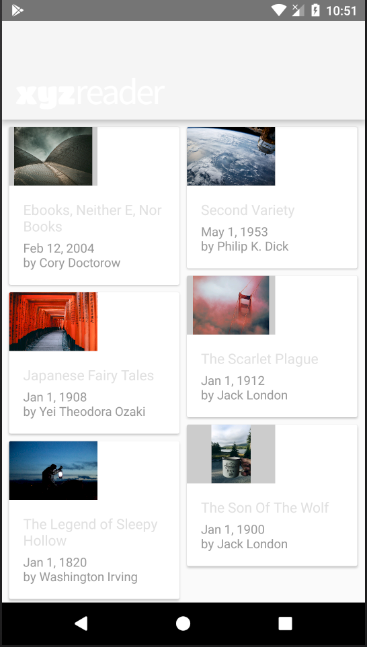 10:51
xyzreader
Ebooks, Neither E, Nor
Books
Feb 12, 2004
by Cory Doctorow
Second Variety
May 1, 1953
by Philip K. Dick
Japanese Fairy Tales
Jan 1, 1908
by Yei Theodora Ozaki
The Scarlet Plague
Jan 1, 1912
by Jack London
The Legend of Sleepy
Hollow
Jan 1, 1820
by Washington Irving
The Son Of The Wolf
Jan 1, 1900
by Jack London